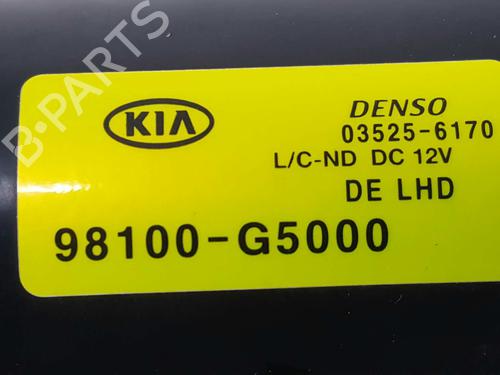 KIA
DENSO
03525-6170
L/C-ND DC 12V
DE LHD
98100-G5000
B-PARTS